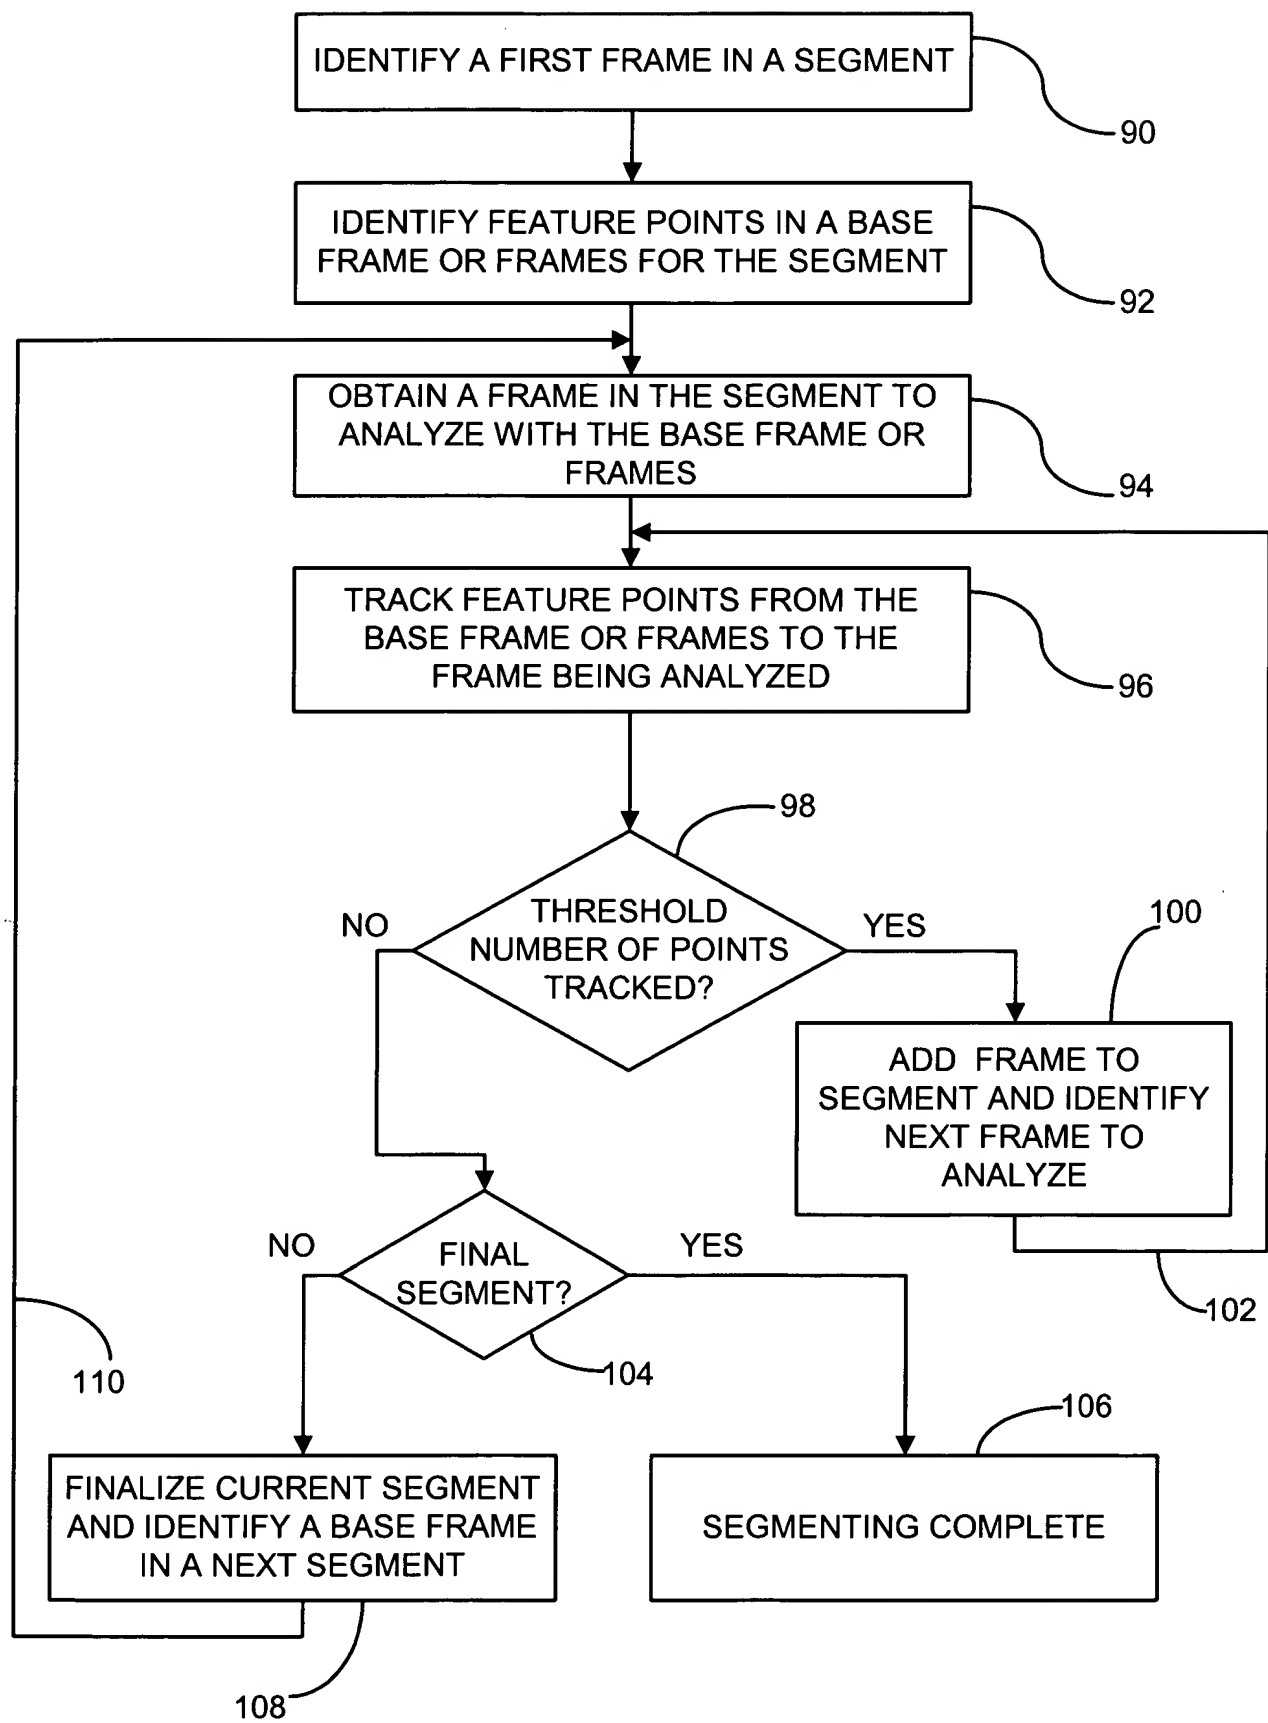 IDENTIFY A FIRST FRAME IN A SEGMENT
90
IDENTIFY FEATURE POINTS IN A BASE
FRAME OR FRAMES FOR THE SEGMENT
92
OBTAIN A FRAME IN THE SEGMENT TO
ANALYZE WITH THE BASE FRAME OR
FRAMES
94
TRACK FEATURE POINTS FROM THE
BASE FRAME OR FRAMES TO THE
FRAME BEING ANALYZED
96
98
THRESHOLD
NUMBER OF POINTS
TRACKED?
NO
YES
100
ADD FRAME TO
SEGMENT AND IDENTIFY
NEXT FRAME TO
ANALYZE
102
FINAL
SEGMENT?
NO
YES
104
110
106
FINALIZE CURRENT SEGMENT
AND IDENTIFY A BASE FRAME
IN A NEXT SEGMENT
SEGMENTING COMPLETE
108